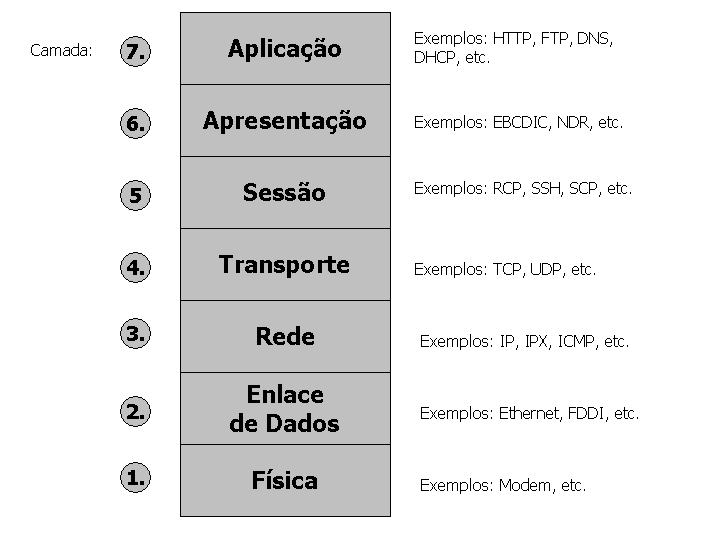 Camada:
7.
Aplicação
Exemplos: HTTP, FTP, DNS,
DHCP, etc.
6.
Apresentação
Exemplos: EBCDIC, NDR, etc.
5
Sessão
Exemplos: RCP, SSH, SCP, etc.
4.
Transporte
Exemplos: TCP, UDP, etc.
3.
Rede
Exemplos: IP, IPX, ICMP, etc.
2.
Enlace
de Dados
Exemplos: Ethernet, FDDI, etc.
1.
Física
Exemplos: Modem, etc.